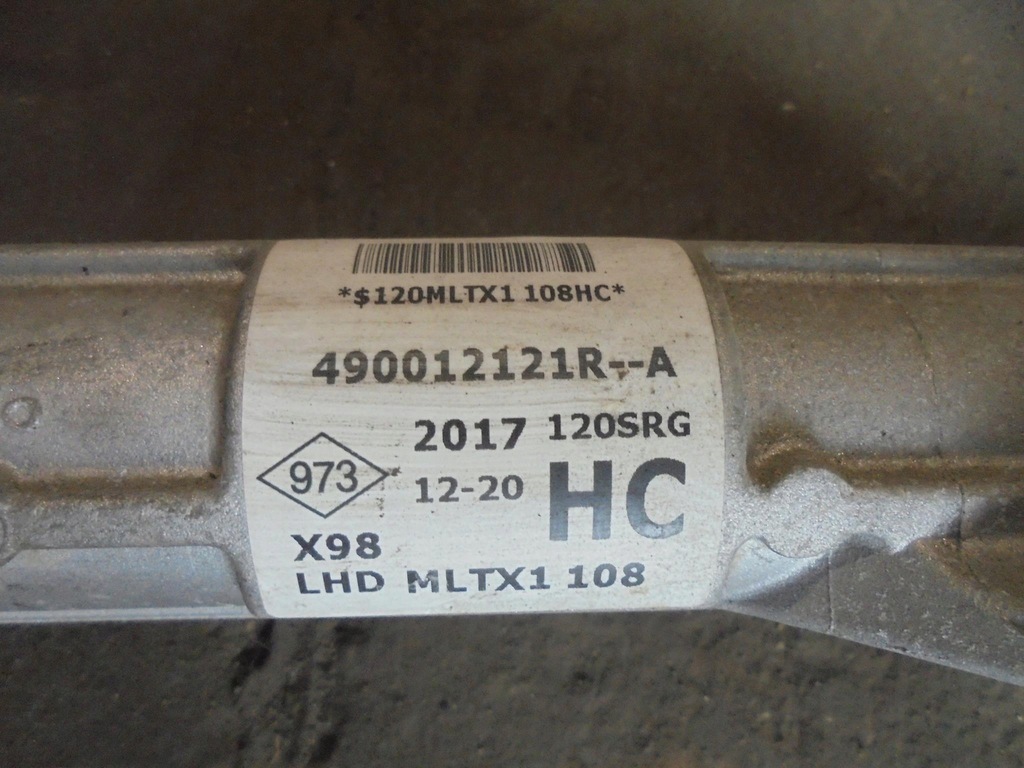 *$120MLTX1 108HC*
490012121R--A
2017 120SRG
973 12-20 HC
X98
LHD MLTX1 108